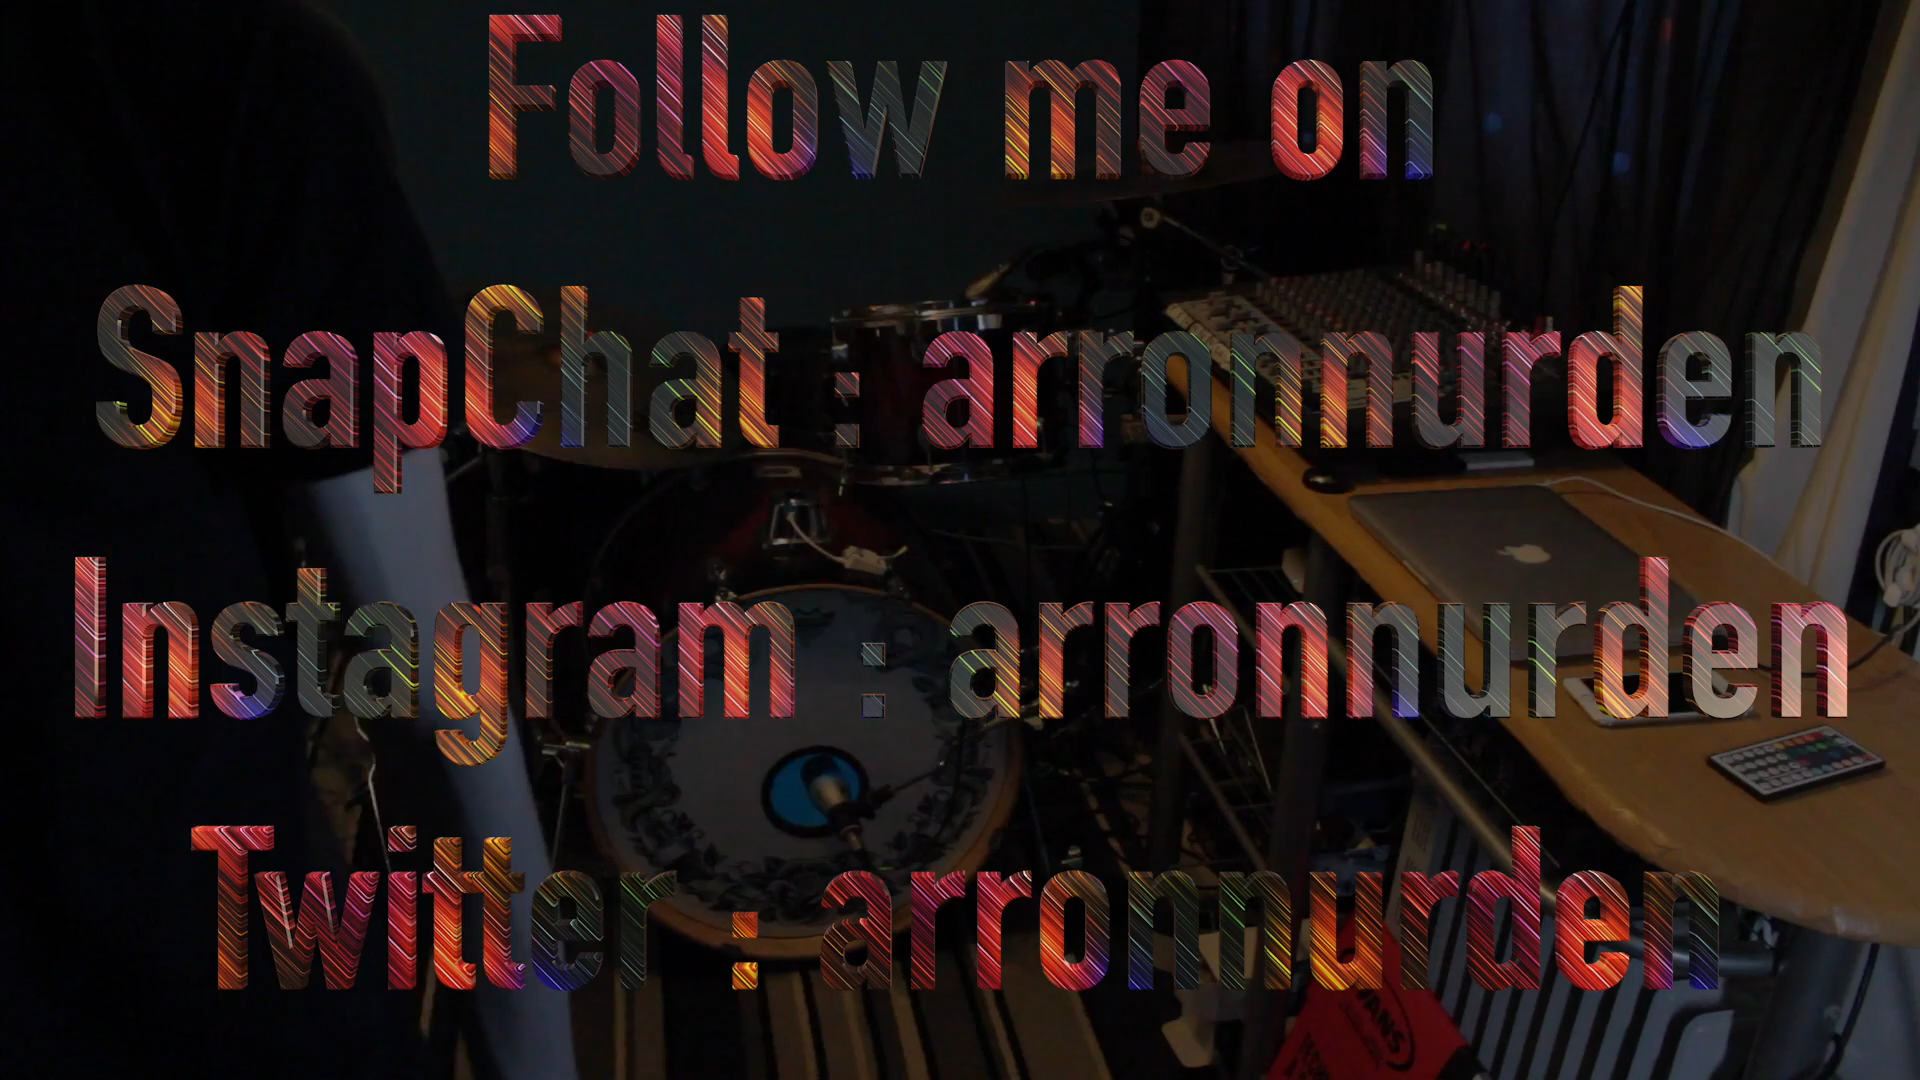 Follow me on
SnapChat : arronnurden
Instagram : arronnurden
Twitter : arronnurden